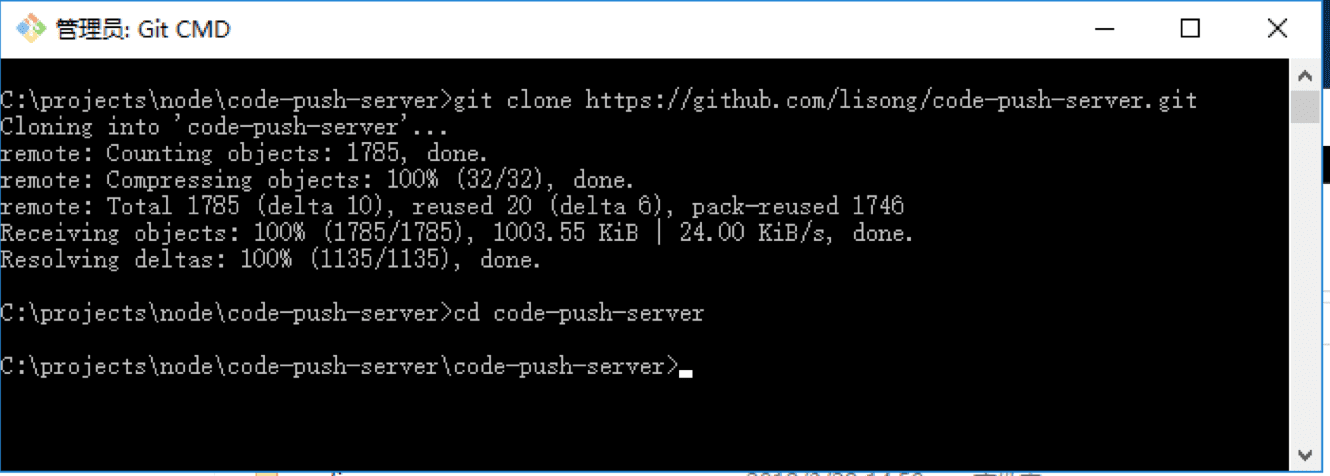 管理员: Git CMD
C:\projects\node\code-push-server>git clone https://github.com/lisong/code-push-server.git
Cloning into 'code-push-server'...
remote: Counting objects: 1785, done.
remote: Compressing objects: 100% (32/32), done.
remote: Total 1785 (delta 10), reused 20 (delta 6), pack-reused 1746
Receiving objects: 100% (1785/1785), 1003.55 KiB | 24.00 KiB/s, done.
Resolving deltas: 100% (1135/1135), done.
C:\projects\node\code-push-server>cd code-push-server
C:\projects\node\code-push-server\code-push-server>